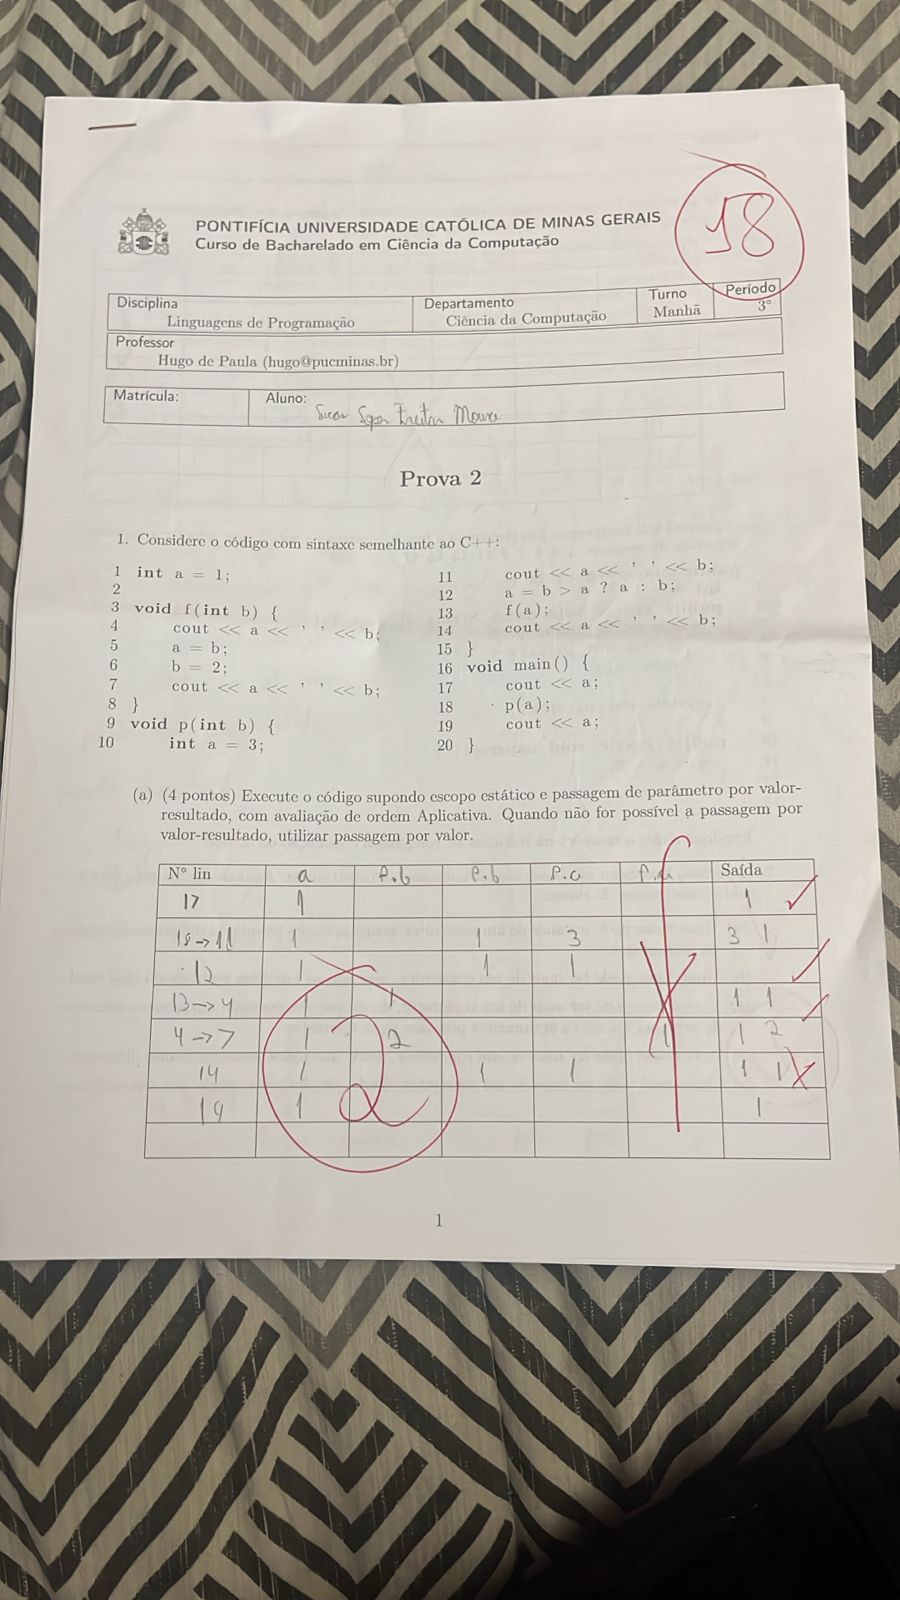 18
PONTIFÍCIA UNIVERSIDADE CATÓLICA DE MINAS GERAIS
Curso de Bacharelado em Ciência da Computação
Disciplina
Linguagens de Programação
Departamento
Ciência da Computação
Turno
Manhã
Período
3°
Professor
Hugo de Paula (hugo@pucminas.br)
Matrícula:
Aluno:
Freitas Moura
Prova 2
1. Considere o código com sintaxe semelhante ao C++:
1 int a = 1;
2
3 void f(int b) {
4 cout << a << ' ' << b;
5 a = b;
6 b = 2;
7 cout << a << ' ' << b;
8 }
9 void p(int b) {
10 int a = 3;
11 cout << a << ' ' << b;
12 a = b > a ? a : b;
13 f(a);
14 cout << a << ' ' << b;
15 }
16 void main() {
17 cout << a;
18 p(a);
19 cout << a;
20 }
(a) (4 pontos) Execute o código supondo escopo estático e passagem de parâmetro por valor-
resultado, com avaliação de ordem Aplicativa. Quando não for possível a passagem por
valor-resultado, utilizar passagem por valor.
N° lin a f.b p.b p.a Saída
17 1 1
18→11 1 1 3 3 1
12 1 1 1
13→4 1 1 1 1
4→7 1 2 1 1 2
14 1 1 1 1 1
19 1 1
2
1